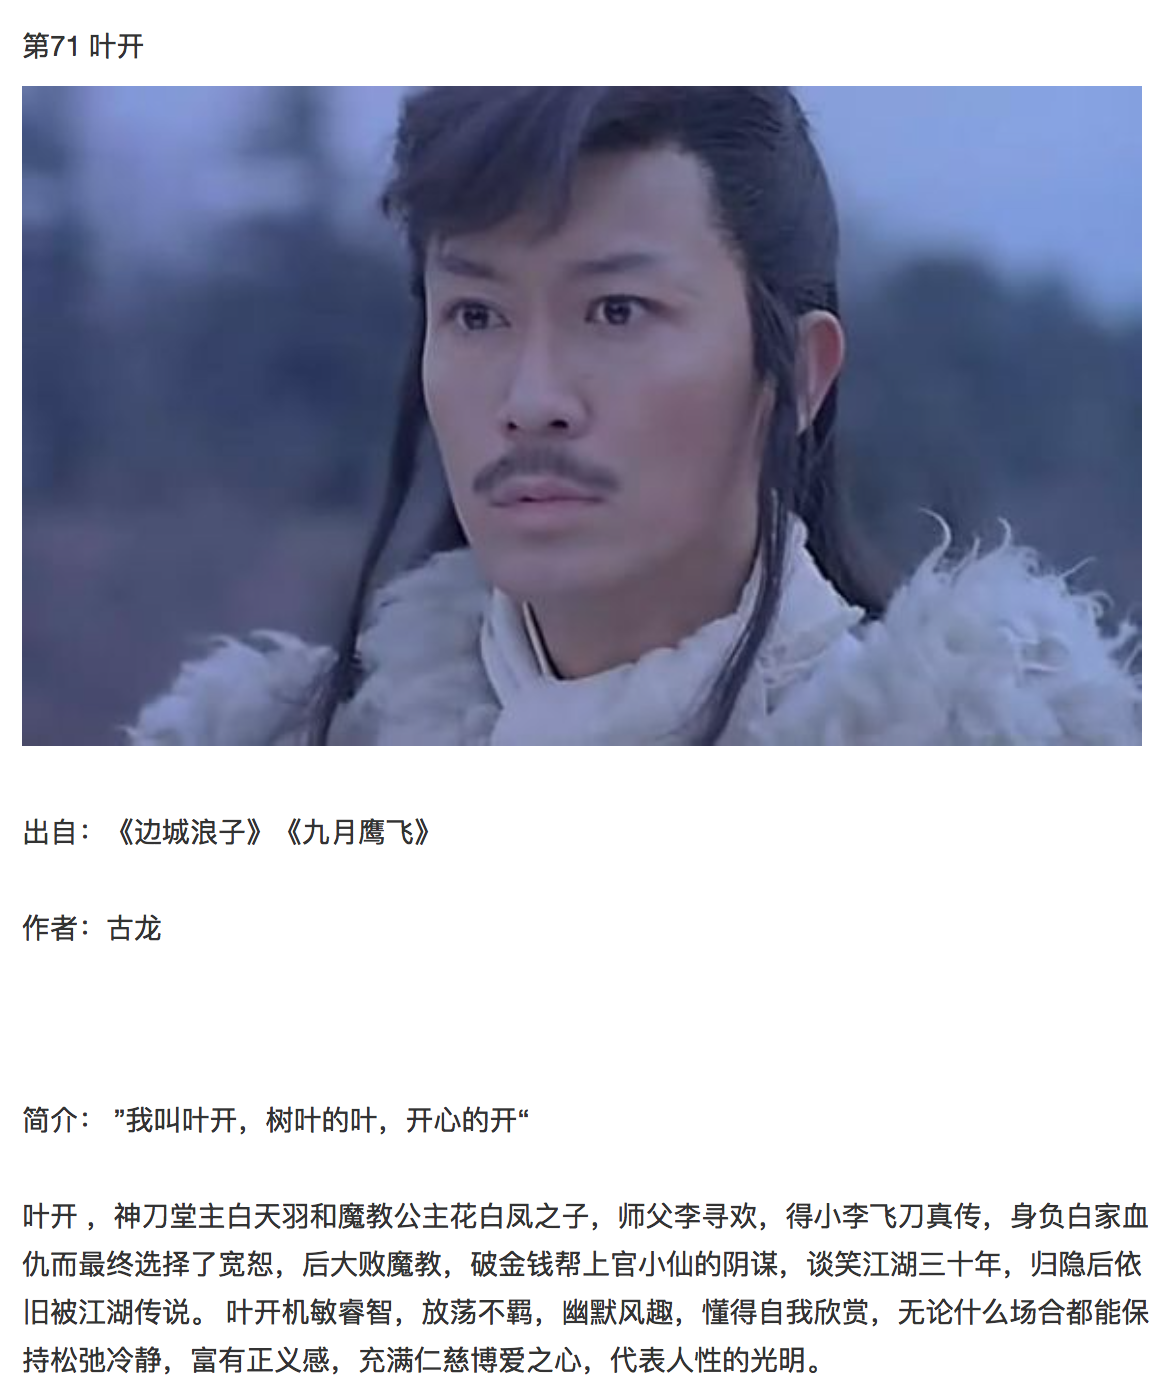 第71 叶开
出自：《边城浪子》《九月鹰飞》
作者：古龙
简介： ”我叫叶开，树叶的叶，开心的开“
叶开 ，神刀堂主白天羽和魔教公主花白凤之子，师父李寻欢，得小李飞刀真传，身负白家血
仇而最终选择了宽恕，后大败魔教，破金钱帮上官小仙的阴谋，谈笑江湖三十年，归隐后依
旧被江湖传说。 叶开机敏睿智，放荡不羁，幽默风趣，懂得自我欣赏，无论什么场合都能保
持松弛冷静，富有正义感，充满仁慈博爱之心，代表人性的光明。